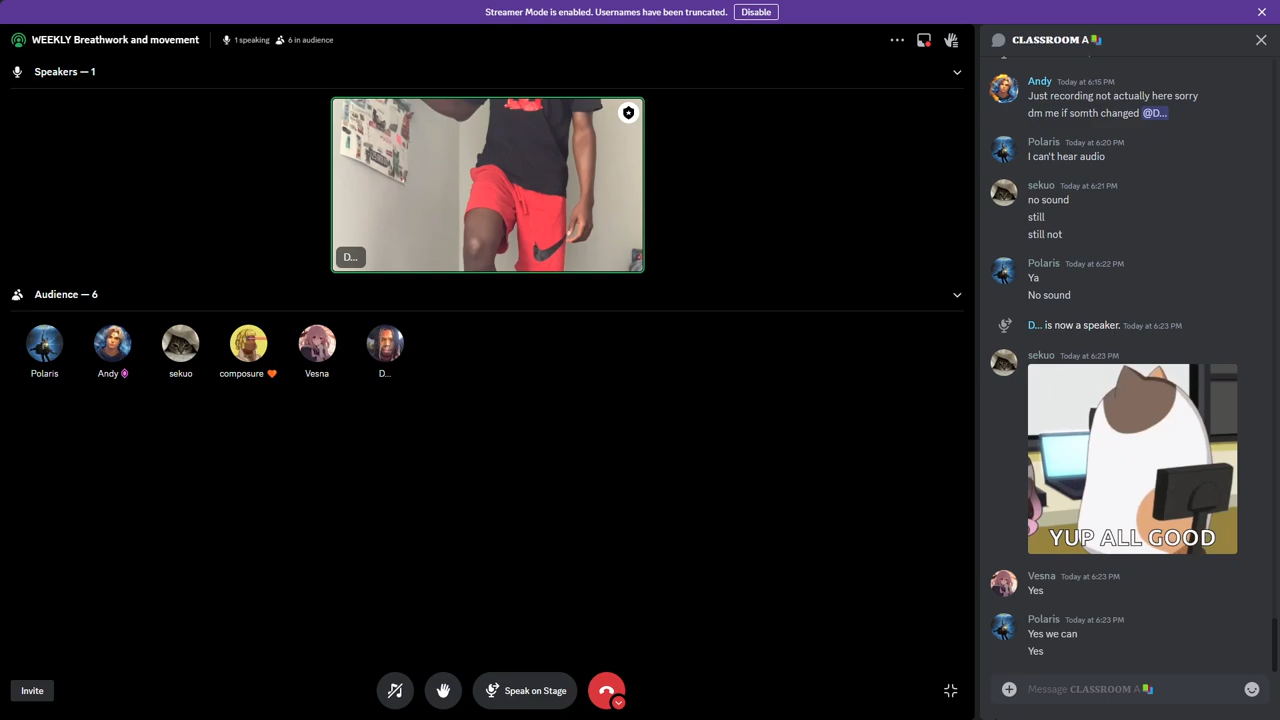 Streamer Mode is enabled. Usernames have been truncated. Disable
WEEKLY Breathwork and movement
1 speaking 6 in audience
Speakers — 1
D...
Audience — 6
Polaris
Andy
sekuo
composure 🧡
Vesna
D...
Invite
Speak on Stage
CLASSROOM A
Andy Today at 6:15 PM
Just recording not actually here sorry
dm me if somth changed @D...
Polaris Today at 6:20 PM
I can't hear audio
sekuo Today at 6:21 PM
no sound
still
still not
Polaris Today at 6:22 PM
Ya
No sound
D... is now a speaker. Today at 6:23 PM
sekuo Today at 6:23 PM
YUP ALL GOOD
Vesna Today at 6:23 PM
Yes
Polaris Today at 6:23 PM
Yes we can
Yes
Message CLASSROOM A